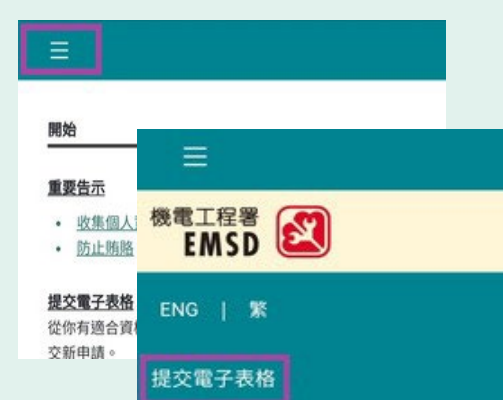 開始
重要告示
• 收集個人
• 防止賄賂
提交電子表格
從你有適合資
交新申請。
機電工程署
EMSD
ENG | 繁
提交電子表格